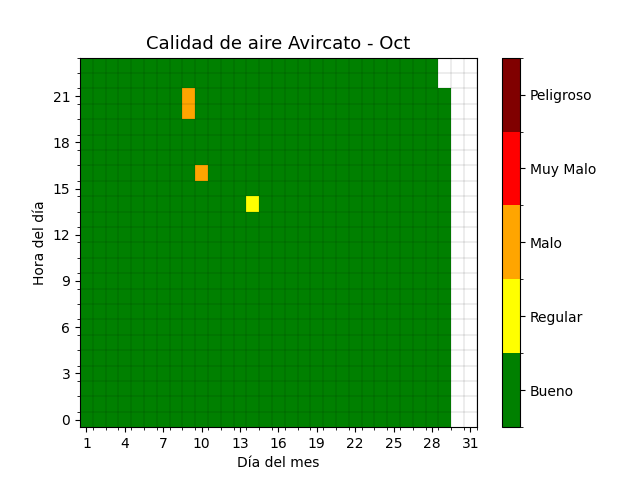 Calidad de aire Avircato - Oct
Hora del día
21
18
15
12
9
6
3
0
1 4 7 10 13 16 19 22 25 28 31
Día del mes
Peligroso
Muy Malo
Malo
Regular
Bueno